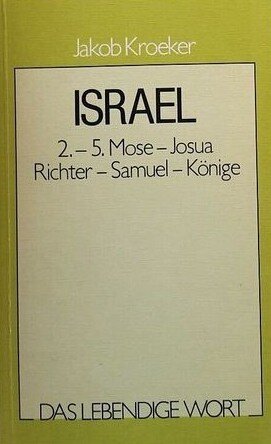 Jakob Kroeker
ISRAEL
2.– 5. Mose – Josua
Richter – Samuel – Könige
DAS LEBENDIGE WORT